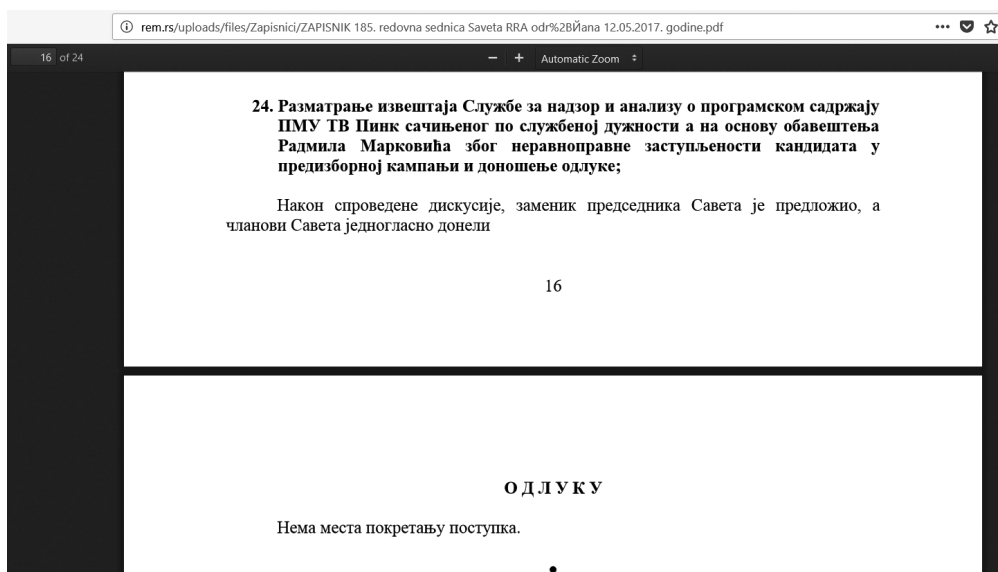 rem.rs/uploads/files/Zapisnici/ZAPISNIK 185. redovna sednica Saveta RRA odr%2BЙana 12.05.2017. godine.pdf
16 of 24
Automatic Zoom
24. Разматрање извештаја Службе за надзор и анализу о програмском садржају
ПМУ ТВ Пинк сачињеног по службеној дужности а на основу обавештења
Радмила Марковића због неравноправне заступљености кандидата у
предизборној кампањи и доношење одлуке;
Након спроведене дискусије, заменик председника Савета је предложио, а
чланови Савета једногласно донели
16
О Д Л У К У
Нема места покретању поступка.